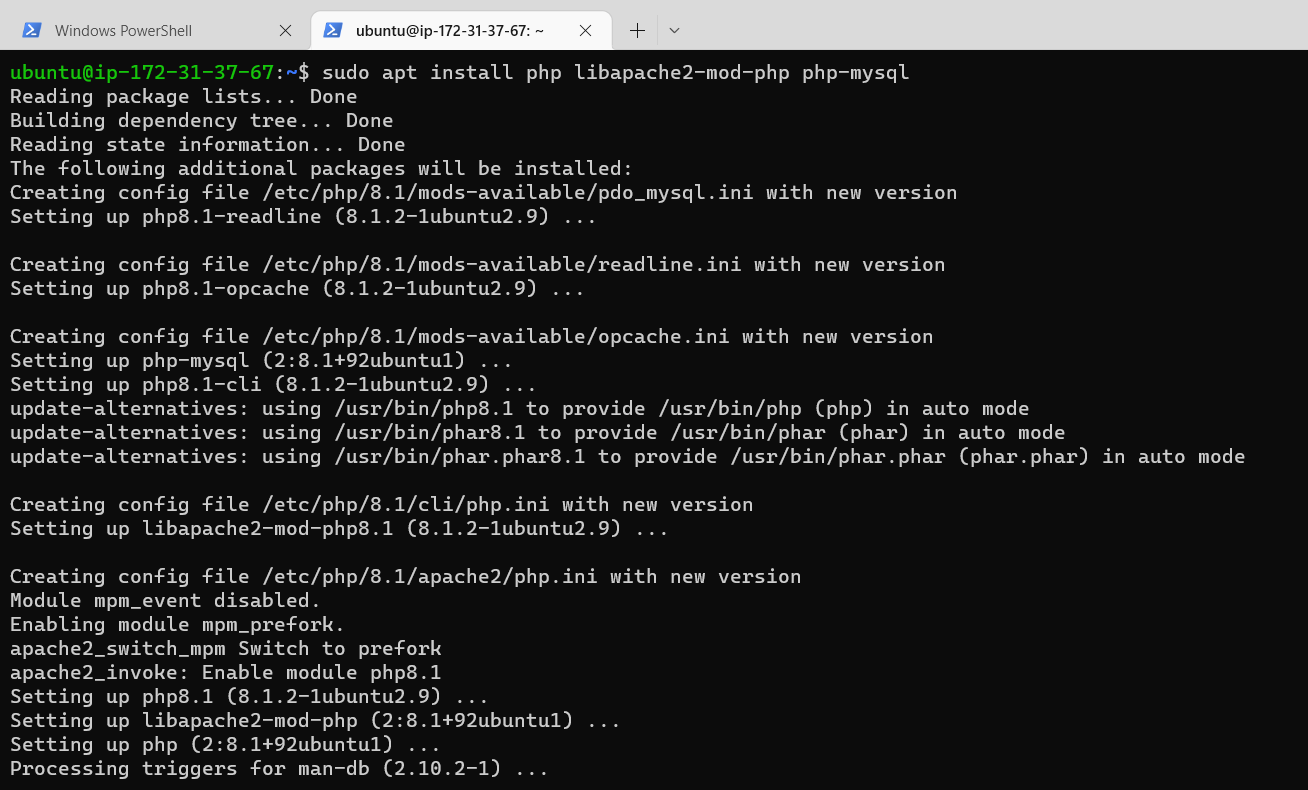 Windows PowerShell
ubuntu@ip-172-31-37-67: ~
ubuntu@ip-172-31-37-67:~$ sudo apt install php libapache2-mod-php php-mysql
Reading package lists... Done
Building dependency tree... Done
Reading state information... Done
The following additional packages will be installed:
Creating config file /etc/php/8.1/mods-available/pdo_mysql.ini with new version
Setting up php8.1-readline (8.1.2-1ubuntu2.9) ...
Creating config file /etc/php/8.1/mods-available/readline.ini with new version
Setting up php8.1-opcache (8.1.2-1ubuntu2.9) ...
Creating config file /etc/php/8.1/mods-available/opcache.ini with new version
Setting up php-mysql (2:8.1+92ubuntu1) ...
Setting up php8.1-cli (8.1.2-1ubuntu2.9) ...
update-alternatives: using /usr/bin/php8.1 to provide /usr/bin/php (php) in auto mode
update-alternatives: using /usr/bin/phar8.1 to provide /usr/bin/phar (phar) in auto mode
update-alternatives: using /usr/bin/phar.phar8.1 to provide /usr/bin/phar.phar (phar.phar) in auto mode
Creating config file /etc/php/8.1/cli/php.ini with new version
Setting up libapache2-mod-php8.1 (8.1.2-1ubuntu2.9) ...
Creating config file /etc/php/8.1/apache2/php.ini with new version
Module mpm_event disabled.
Enabling module mpm_prefork.
apache2_switch_mpm Switch to prefork
apache2_invoke: Enable module php8.1
Setting up php8.1 (8.1.2-1ubuntu2.9) ...
Setting up libapache2-mod-php (2:8.1+92ubuntu1) ...
Setting up php (2:8.1+92ubuntu1) ...
Processing triggers for man-db (2.10.2-1) ...